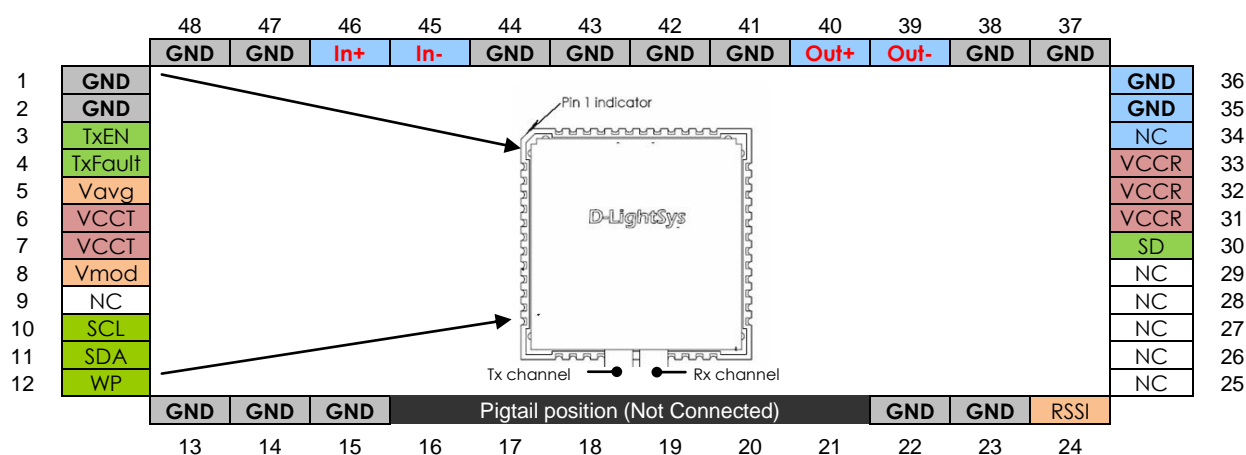 48 47 46 45 44 43 42 41 40 39 38 37
GND GND In+ In- GND GND GND GND Out+ Out- GND GND
1 GND GND 36
2 GND GND 35
3 TxEN NC 34
4 TxFault VCCR 33
5 Vavg VCCR 32
6 VCCT VCCR 31
7 VCCT SD 30
8 Vmod NC 29
9 NC NC 28
10 SCL NC 27
11 SDA NC 26
12 WP NC 25
Pin 1 indicator
D-LightSys
Tx channel Rx channel
GND GND GND Pigtail position (Not Connected) GND GND RSSI
13 14 15 16 17 18 19 20 21 22 23 24